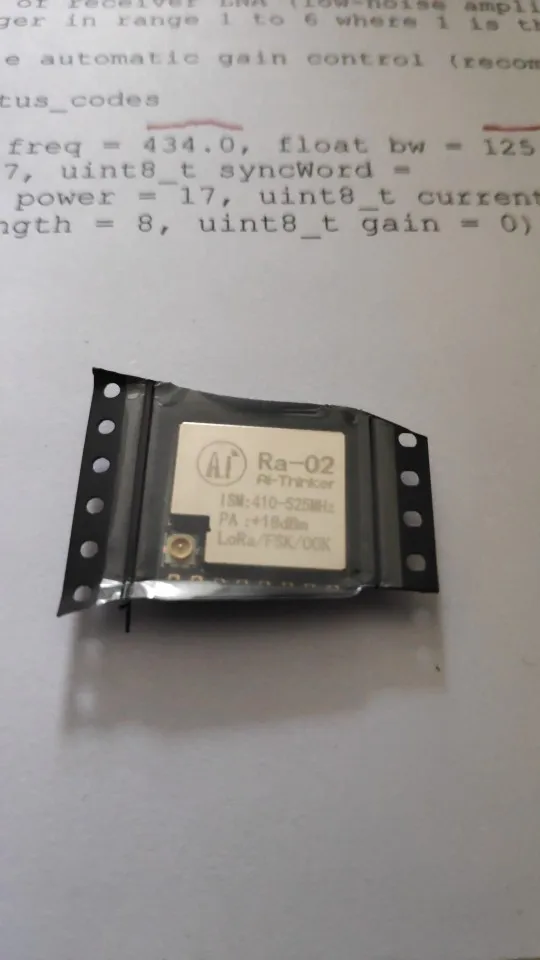 of receiver LNA (low-noise ampli
ger in range 1 to 6 where 1 is th
e automatic gain control (recom
tus_codes
freq = 434.0, float bw = 125
7, uint8_t syncWord =
power = 17, uint8_t current
ngth = 8, uint8_t gain = 0)
Ai
Ra-02
Ai-Thinker
ISM:410-525MHz
PA :+18dBm
LoRa/FSK/OOK